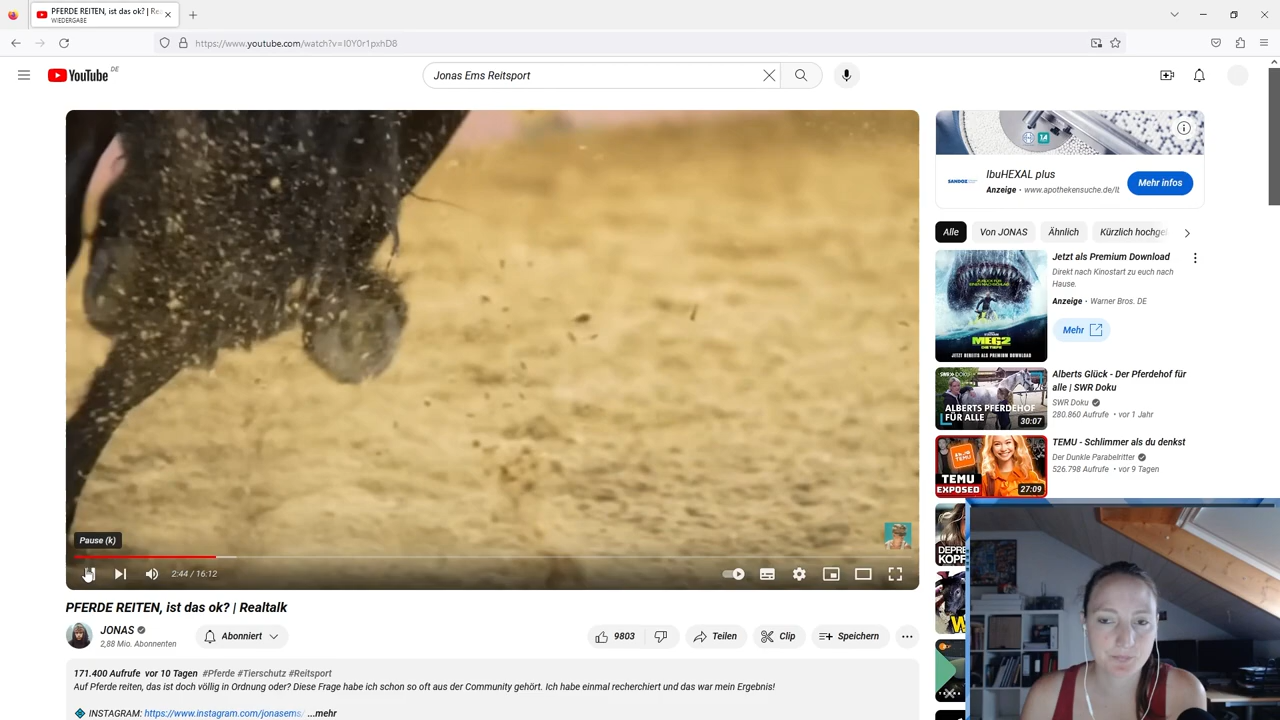 PFERDE REITEN, ist das ok? | Rea
WIEDERGABE
https://www.youtube.com/watch?v=I0Y0r1pxhD8
YouTube DE
Jonas Ems Reitsport
Pause (k)
2:44 / 16:12
PFERDE REITEN, ist das ok? | Realtalk
JONAS
2,88 Mio. Abonnenten
Abonniert
9803
Teilen
Clip
Speichern
171.400 Aufrufe vor 10 Tagen #Pferde #Tierschutz #Reitsport
Auf Pferde reiten, das ist doch völlig in Ordnung oder? Diese Frage habe ich schon so oft aus der Community gehört. Ich habe einmal recherchiert und das war mein Ergebnis!
INSTAGRAM: https://www.instagram.com/jonasems/ ...mehr
SANDOZ
IbuHEXAL plus
Anzeige · www.apothekensuche.de/
Mehr infos
Alle
Von JONAS
Ähnlich
Kürzlich hochge
MEG2
DIE TIEFE
JETZT BEREITS ALS PREMIUM DOWNLOAD
Jetzt als Premium Download
Direkt nach Kinostart zu euch nach
Hause.
Anzeige · Warner Bros. DE
Mehr
SWR» DOKU
ALBERTS PFERDEHOF
FÜR ALLE
30:07
Alberts Glück - Der Pferdehof für
alle | SWR Doku
SWR Doku
280.860 Aufrufe · vor 1 Jahr
TEMU
TEMU
EXPOSED
27:09
TEMU - Schlimmer als du denkst
Der Dunkle Parabelritter
526.798 Aufrufe · vor 9 Tagen
DEPRE
KOPF
W